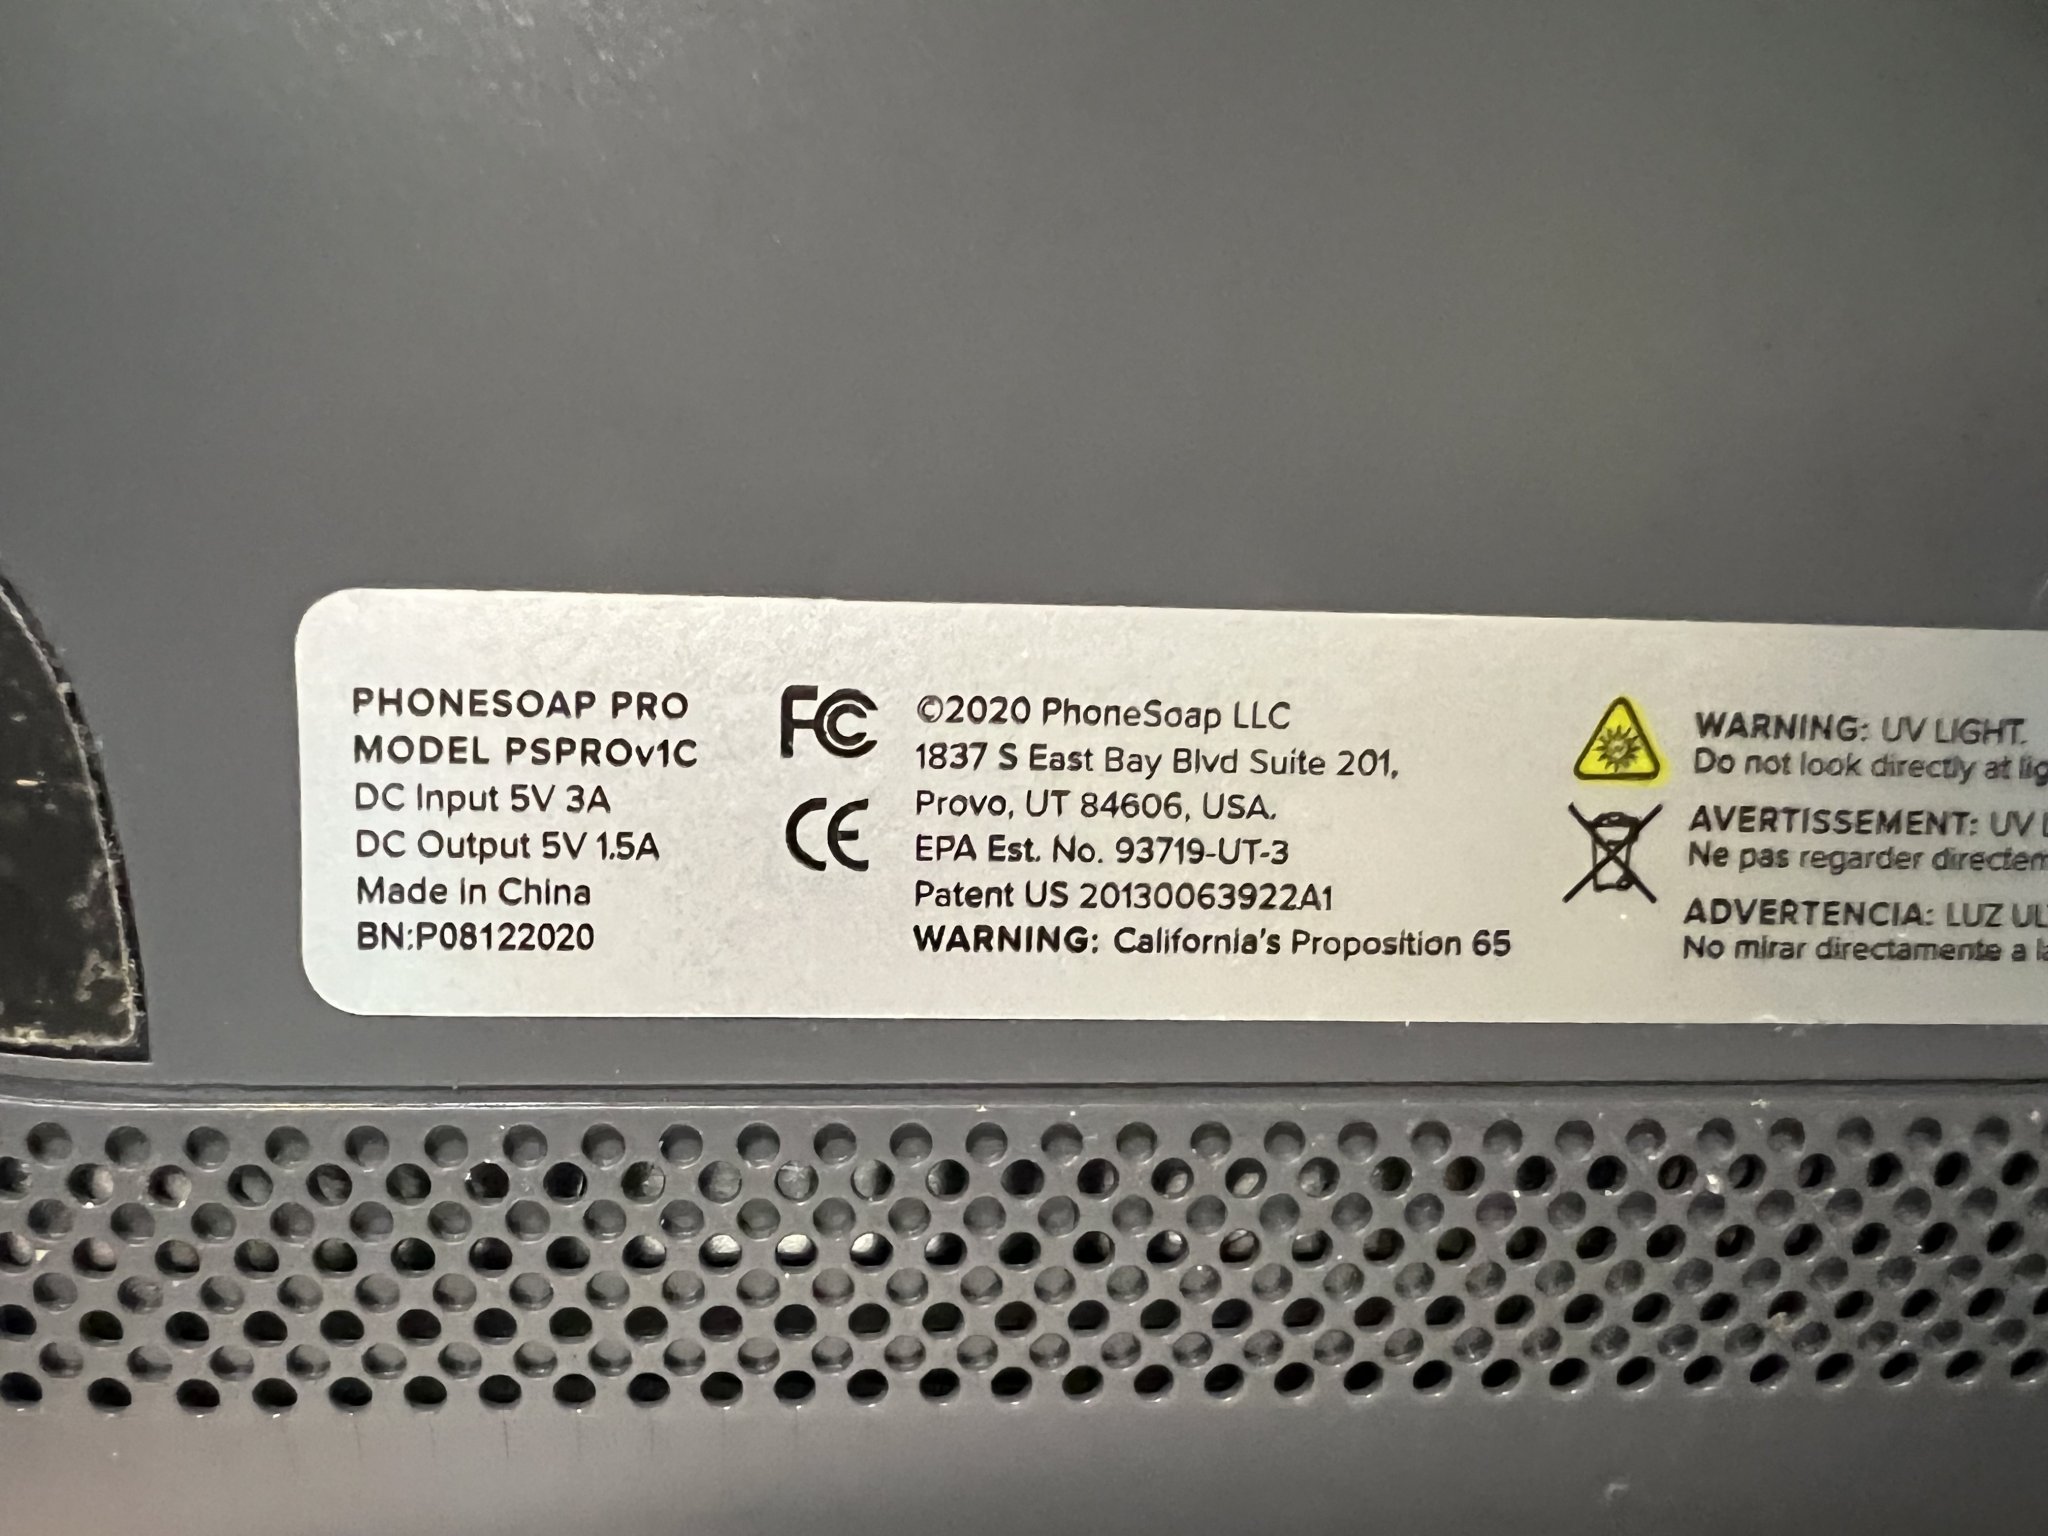 PHONESOAP PRO
MODEL PSPROv1C
DC Input 5V 3A
DC Output 5V 1.5A
Made in China
BN:P08122020
FC
CE
©2020 PhoneSoap LLC
1837 S East Bay Blvd Suite 201,
Provo, UT 84606, USA.
EPA Est. No. 93719-UT-3
Patent US 20130063922A1
WARNING: California's Proposition 65
WARNING: UV LIGHT.
Do not look directly at
AVERTISSEMENT: UV
Ne pas regarder
ADVERTENCIA: LUZ
No mirar directamente a